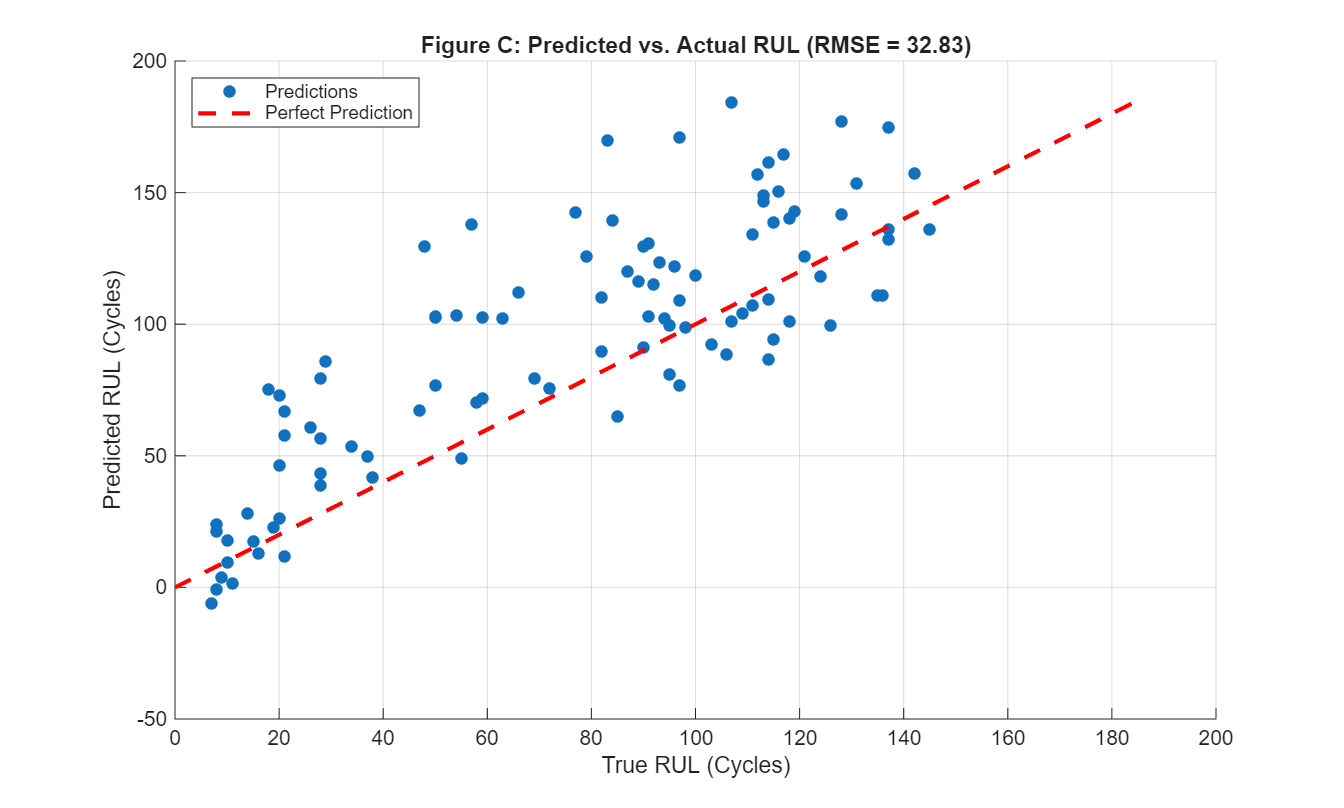 Figure C: Predicted vs. Actual RUL (RMSE = 32.83)
Predictions
Perfect Prediction
200
150
100
50
0
-50
Predicted RUL (Cycles)
0 20 40 60 80 100 120 140 160 180 200
True RUL (Cycles)